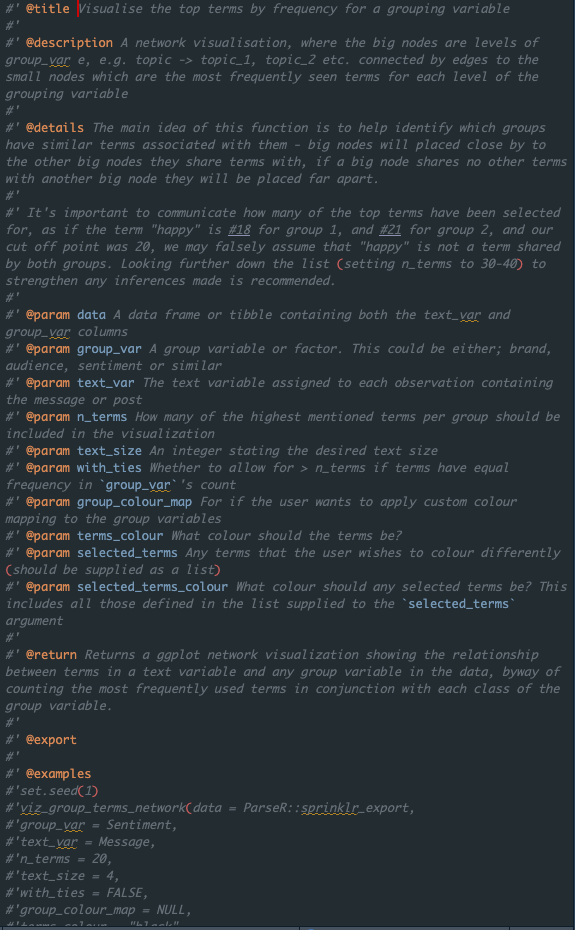 #' @title Visualise the top terms by frequency for a grouping variable
#'
#' @description A network visualisation, where the big nodes are levels of
group_var e, e.g. topic -> topic_1, topic_2 etc. connected by edges to the
small nodes which are the most frequently seen terms for each level of the
grouping variable
#'
#' @details The main idea of this function is to help identify which groups
have similar terms associated with them - big nodes will placed close by to
the other big nodes they share terms with, if a big node shares no other terms
with another big node they will be placed far apart.
#'
#' It's important to communicate how many of the top terms have been selected
for, as if the term "happy" is #18 for group 1, and #21 for group 2, and our
cut off point was 20, we may falsely assume that "happy" is not a term shared
by both groups. Looking further down the list (setting n_terms to 30-40) to
strengthen any inferences made is recommended.
#'
#' @param data A data frame or tibble containing both the text_var and
group_var columns
#' @param group_var A group variable or factor. This could be either; brand,
audience, sentiment or similar
#' @param text_var The text variable assigned to each observation containing
the message or post
#' @param n_terms How many of the highest mentioned terms per group should be
included in the visualization
#' @param text_size An integer stating the desired text size
#' @param with_ties Whether to allow for > n_terms if terms have equal
frequency in `group_var`'s count
#' @param group_colour_map For if the user wants to apply custom colour
mapping to the group variables
#' @param terms_colour What colour should the terms be?
#' @param selected_terms Any terms that the user wishes to colour differently
(should be supplied as a list)
#' @param selected_terms_colour What colour should any selected terms be? This
includes all those defined in the list supplied to the `selected_terms`
argument
#'
#' @return Returns a ggplot network visualization showing the relationship
between terms in a text variable and any group variable in the data, byway of
counting the most frequently used terms in conjunction with each class of the
group variable.
#'
#' @export
#'
#' @examples
#'set.seed(1)
#'viz_group_terms_network(data = ParseR::sprinklr_export,
#'group_var = Sentiment,
#'text_var = Message,
#'n_terms = 20,
#'text_size = 4,
#'with_ties = FALSE,
#'group_colour_map = NULL,
#'terms_colour = "black",